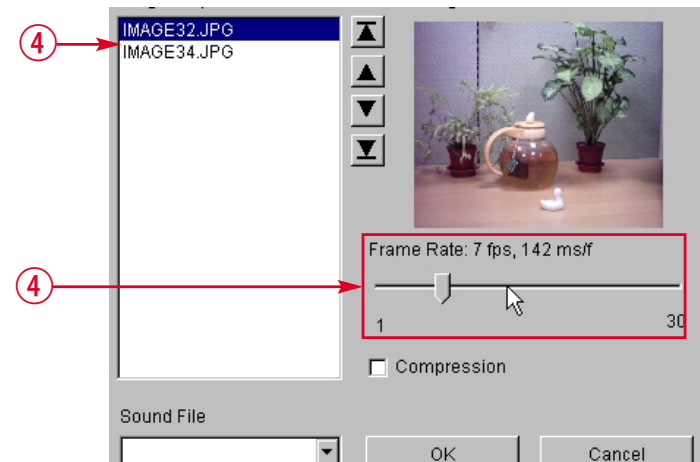 ④
IMAGE32.JPG
IMAGE34.JPG
Frame Rate: 7 fps, 142 ms/f
④
1
30
Compression
Sound File
OK
Cancel